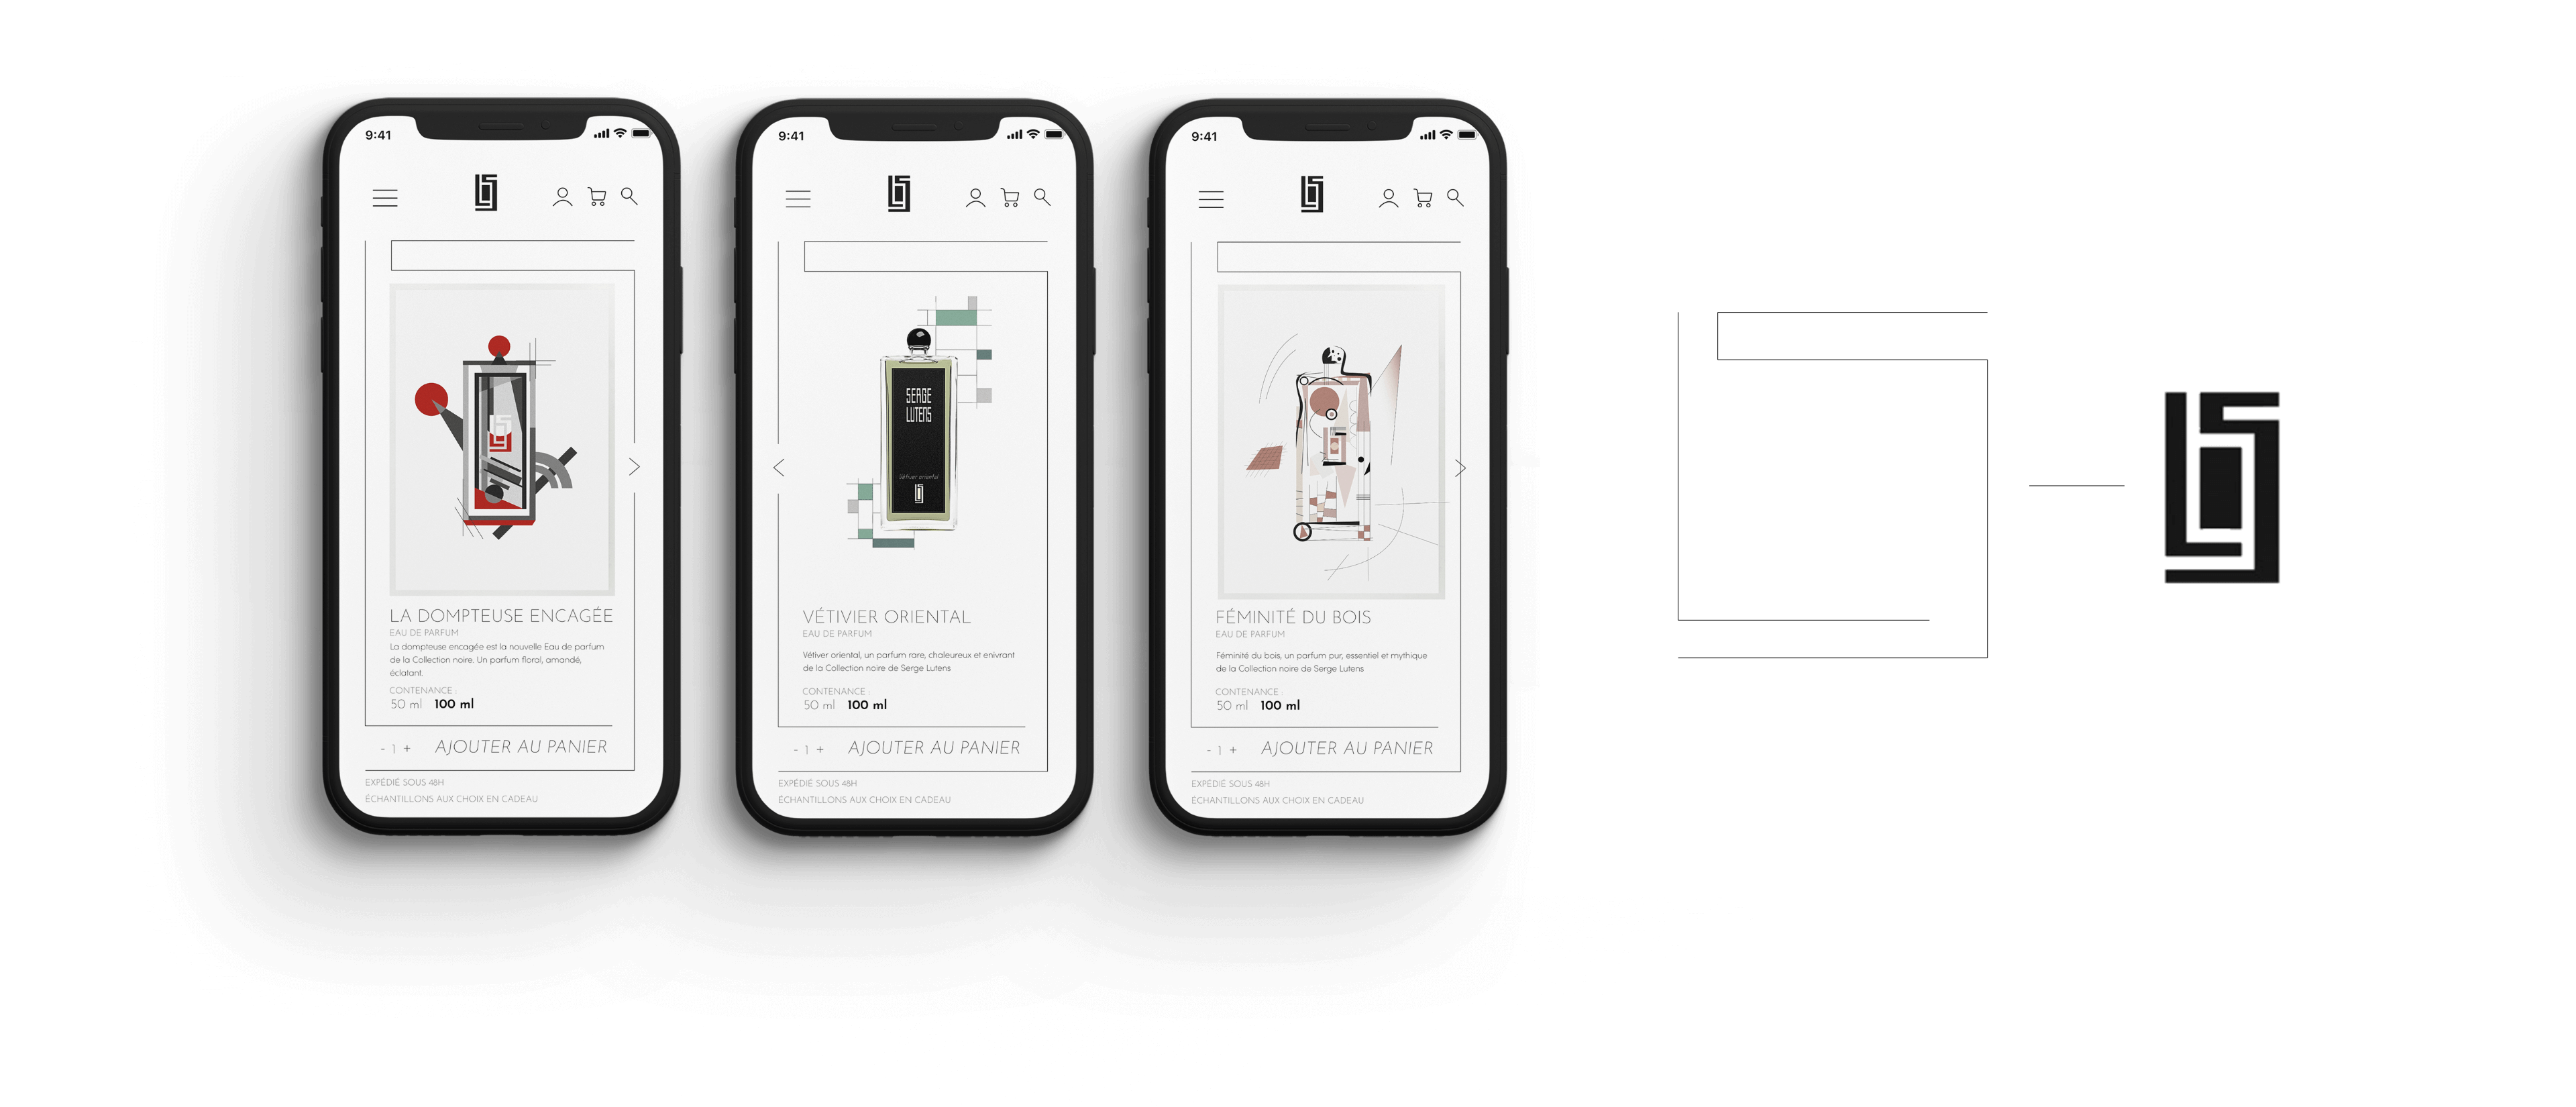 9:41
LA DOMPTEUSE ENCAGÉE
EAU DE PARFUM
La dompteuse encagée est la nouvelle Eau de parfum
de la Collection noire. Un parfum floral, amandé,
éclatant.
CONTENANCE :
50 ml 100 ml
- 1 +
AJOUTER AU PANIER
EXPÉDIÉ SOUS 48H
ÉCHANTILLONS AUX CHOIX EN CADEAU
9:41
SERGE
LUTENS
Vétiver oriental
VÉTIVIER ORIENTAL
EAU DE PARFUM
Vétiver oriental, un parfum rare, chaleureux et enivrant
de la Collection noire de Serge Lutens
CONTENANCE :
50 ml 100 ml
- 1 +
AJOUTER AU PANIER
EXPÉDIÉ SOUS 48H
ÉCHANTILLONS AUX CHOIX EN CADEAU
9:41
FÉMINITÉ DU BOIS
EAU DE PARFUM
Féminité du bois, un parfum pur, essentiel et mythique
de la Collection noire de Serge Lutens
CONTENANCE :
50 ml 100 ml
- 1 +
AJOUTER AU PANIER
EXPÉDIÉ SOUS 48H
ÉCHANTILLONS AUX CHOIX EN CADEAU